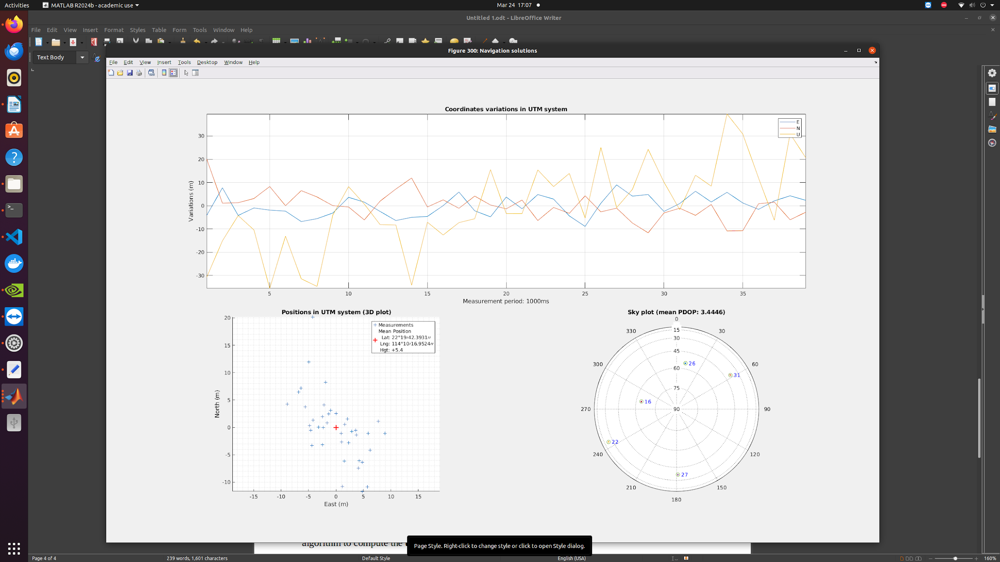 Activities MATLAB R2024b - academic use Mar 24 17:07
Untitled 1.odt - LibreOffice Writer
File Edit View Insert Format Styles Table Form Tools Window Help
Text Body
Figure 300: Navigation solutions
File Edit View Insert Tools Desktop Window Help
Coordinates variations in UTM system
E
N
U
30
20
10
0
-10
-20
-30
Variations (m)
5 10 15 20 25 30 35
Measurement period: 1000ms
Positions in UTM system (3D plot)
Measurements
Mean Position
Lat: 22°19′42.3931′′
Lng: 114°10′16.9524′′
Hgt: +5.4
20
15
10
5
0
-5
-10
North (m)
-15 -10 -5 0 5 10 15
East (m)
Sky plot (mean PDOP: 3.4446)
0
330 15 30
30
45
300 26 60
60
31
75
16
270 90 90
22
240 120
27
210 150
180
algorithm to compute the
Page Style. Right-click to change style or click to open Style dialog.
Page 4 of 4 239 words, 1,601 characters Default Style English (USA) 160%